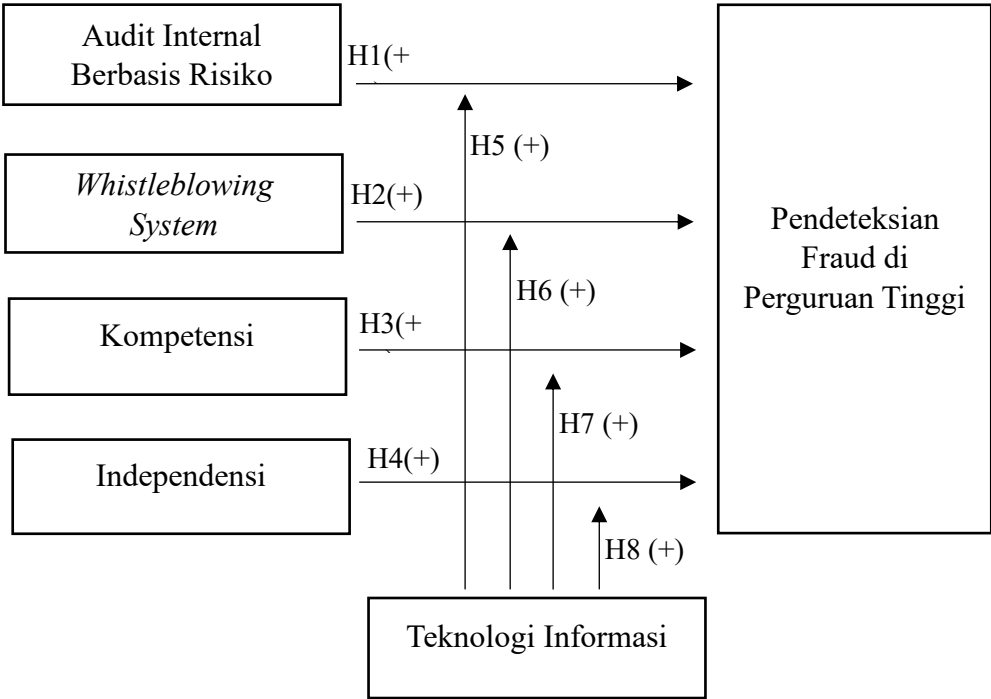 Audit Internal
Berbasis Risiko
H1(+
H5 (+)
Whistleblowing
System
H2(+)
H6 (+)
Pendeteksian
Fraud di
Perguruan Tinggi
Kompetensi
H3(+
H7 (+)
Independensi
H4(+)
H8 (+)
Teknologi Informasi